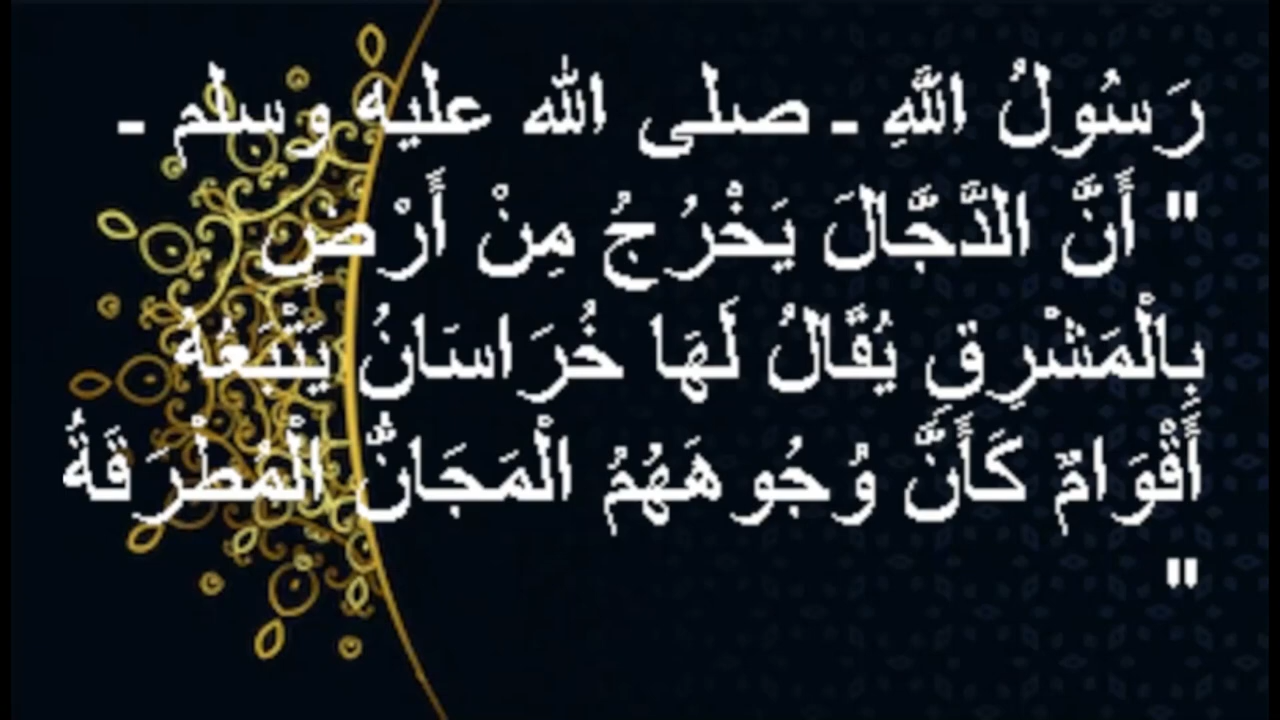 رَسُولُ اللَّهِ ـ صلى الله عليه وسلم ـ
" أَنَّ الدَّجَّالَ يَخْرُجُ مِنْ أَرْضٍ
بِالْمَشْرِقِ يُقَالُ لَهَا خُرَاسَانُ يَتْبَعُهُ
أَقْوَامٌ كَأَنَّ وُجُوهَهُمُ الْمَجَانُّ الْمُطْرَقَةُ
"